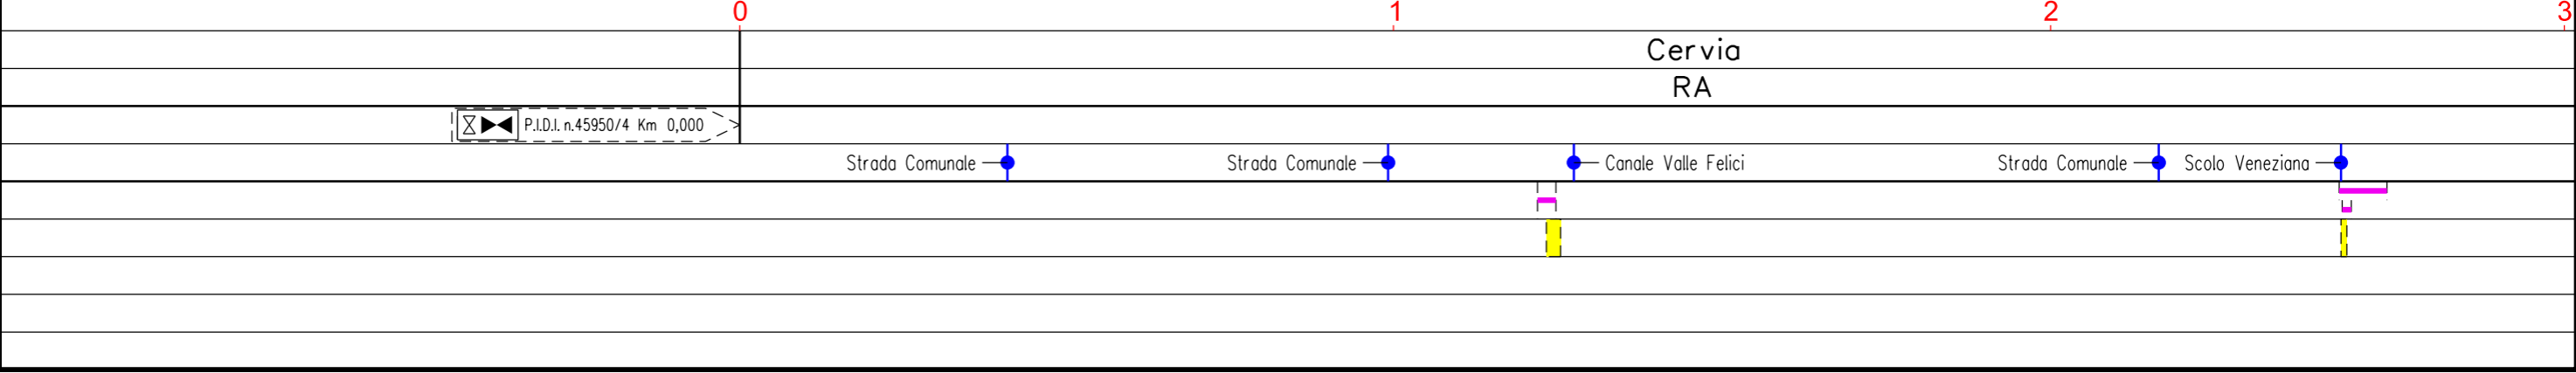 0 1 2 3
Cervia
RA
P.I.D.I. n.45950/4 Km 0,000
Strada Comunale Strada Comunale Canale Valle Felici Strada Comunale Scolo Veneziana